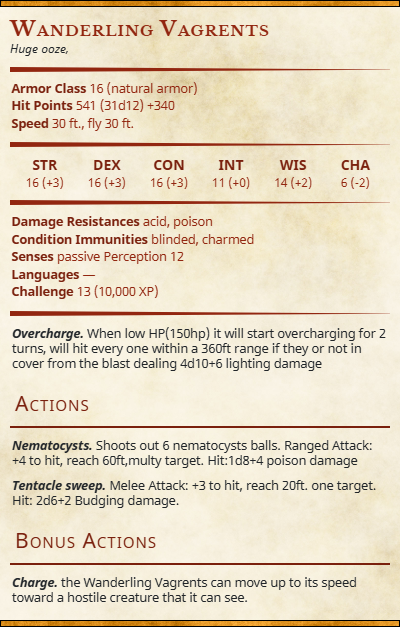 Wanderling Vagrents
Huge ooze,
Armor Class 16 (natural armor)
Hit Points 541 (31d12) +340
Speed 30 ft., fly 30 ft.
STR DEX CON INT WIS CHA
16 (+3) 16 (+3) 16 (+3) 11 (+0) 14 (+2) 6 (-2)
Damage Resistances acid, poison
Condition Immunities blinded, charmed
Senses passive Perception 12
Languages —
Challenge 13 (10,000 XP)
Overcharge. When low HP(150hp) it will start overcharging for 2
turns, will hit every one within a 360ft range if they or not in
cover from the blast dealing 4d10+6 lighting damage
Actions
Nematocysts. Shoots out 6 nematocysts balls. Ranged Attack:
+4 to hit, reach 60ft,multy target. Hit:1d8+4 poison damage
Tentacle sweep. Melee Attack: +3 to hit, reach 20ft. one target.
Hit: 2d6+2 Budging damage.
Bonus Actions
Charge. the Wanderling Vagrents can move up to its speed
toward a hostile creature that it can see.